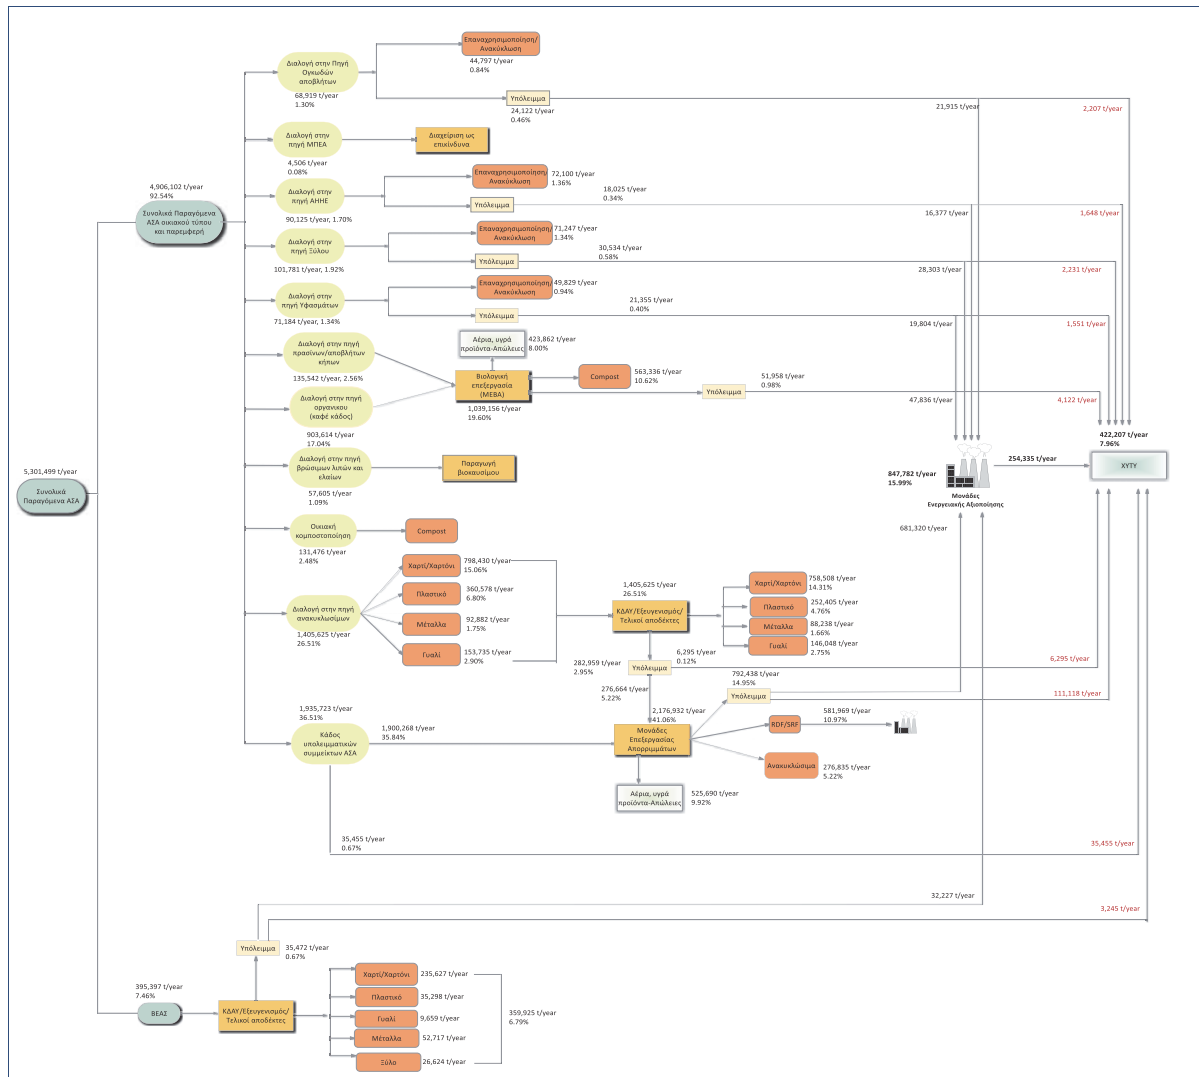 Επαναχρησιμοποίηση/
Ανακύκλωση
44,797 t/year
0.84%
Διαλογή στην Πηγή
Ογκωδών
αποβλήτων
68,919 t/year
1.30%
Υπόλειμμα
24,122 t/year
0.46%
21,915 t/year
2,207 t/year
Διαλογή στην
πηγή ΜΠΕΑ
4,506 t/year
0.08%
Διαχείριση ως
επικίνδυνα
4,906,102 t/year
92.54%
Συνολικά Παραγόμενα
ΑΣΑ οικιακού τύπου
και παρεμφερή
Διαλογή στην
πηγή ΑΗΗΕ
90,125 t/year, 1.70%
Επαναχρησιμοποίηση/
Ανακύκλωση
72,100 t/year
1.36%
Υπόλειμμα
18,025 t/year
0.34%
16,377 t/year
1,648 t/year
Διαλογή στην
πηγή Ξύλου
101,781 t/year, 1.92%
Επαναχρησιμοποίηση/
Ανακύκλωση
71,247 t/year
1.34%
Υπόλειμμα
30,534 t/year
0.58%
28,303 t/year
2,231 t/year
Διαλογή στην
πηγή Υφασμάτων
71,184 t/year, 1.34%
Επαναχρησιμοποίηση/
Ανακύκλωση
49,829 t/year
0.94%
Υπόλειμμα
21,355 t/year
0.40%
19,804 t/year
1,551 t/year
Διαλογή στην πηγή
πρασίνων/αποβλήτων
κήπων
135,542 t/year, 2.56%
Αέρια, υγρά
προϊόντα-Απώλειες
423,862 t/year
8.00%
Βιολογική
επεξεργασία
(ΜΕΒΑ)
1,039,156 t/year
19.60%
Compost
563,336 t/year
10.62%
Υπόλειμμα
51,958 t/year
0.98%
47,836 t/year
4,122 t/year
Διαλογή στην πηγή
οργανικου
(καφέ κάδος)
903,614 t/year
17.04%
422,207 t/year
7.96%
ΧΥΤΥ
254,335 t/year
847,782 t/year
15.99%
Μονάδες
Ενεργειακής Αξιοποίησης
681,320 t/year
5,301,499 t/year
Συνολικά
Παραγόμενα ΑΣΑ
Διαλογή στην πηγή
βρώσιμων λιπών και
ελαίων
57,605 t/year
1.09%
Παραγωγή
βιοκαυσίμου
Οικιακή
κομποστοποίηση
131,476 t/year
2.48%
Compost
Διαλογή στην πηγή
ανακυκλωσίμων
1,405,625 t/year
26.51%
Χαρτί/Χαρτόνι
798,430 t/year
15.06%
Πλαστικό
360,578 t/year
6.80%
Μέταλλα
92,882 t/year
1.75%
Γυαλί
153,735 t/year
2.90%
1,405,625 t/year
26.51%
ΚΔΑΥ/Εξευγενισμός/
Τελικοί αποδέκτες
Χαρτί/Χαρτόνι
758,508 t/year
14.31%
Πλαστικό
252,405 t/year
4.76%
Μέταλλα
88,238 t/year
1.66%
Γυαλί
146,048 t/year
2.75%
282,959 t/year
2.95%
Υπόλειμμα
6,295 t/year
0.12%
6,295 t/year
276,664 t/year
5.22%
792,438 t/year
14.95%
Υπόλειμμα
111,118 t/year
1,935,723 t/year
36.51%
Κάδος
υπολειμματικών
συμμείκτων ΑΣΑ
1,900,268 t/year
35.84%
2,176,932 t/year
41.06%
Μονάδες
Επεξεργασίας
Απορριμμάτων
RDF/SRF
581,969 t/year
10.97%
Ανακυκλώσιμα
276,835 t/year
5.22%
Αέρια, υγρά
προϊόντα-Απώλειες
525,690 t/year
9.92%
35,455 t/year
0.67%
35,455 t/year
32,227 t/year
3,245 t/year
Υπόλειμμα
35,472 t/year
0.67%
395,397 t/year
7.46%
ΒΕΑΣ
ΚΔΑΥ/Εξευγενισμός/
Τελικοί αποδέκτες
Χαρτί/Χαρτόνι
235,627 t/year
Πλαστικό
35,298 t/year
Γυαλί
9,659 t/year
Μέταλλα
52,717 t/year
Ξύλο
26,624 t/year
359,925 t/year
6.79%